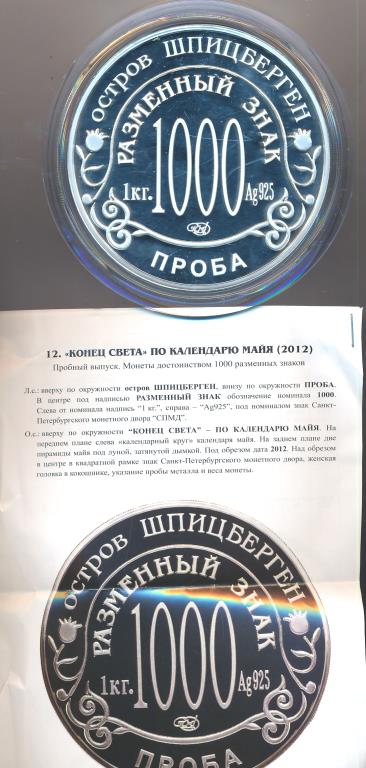 остров ШПИЦБЕРГЕН
РАЗМЕННЫЙ ЗНАК
1кг. 1000 Ag925
ПРОБА
12. «КОНЕЦ СВЕТА» ПО КАЛЕНДАРЮ МАЙЯ (2012)
Пробный выпуск. Монеты достоинством 1000 разменных знаков
Л.с.: вверху по окружности остров ШПИЦБЕРГЕН, внизу по окружности ПРОБА.
В центре под надписью РАЗМЕННЫЙ ЗНАК обозначение номинала 1000.
Слева от номинала надпись "1 кг.", справа – "Ag925", под номиналом знак Санкт-
Петербургского монетного двора "СПМД".
О.с.: вверху по окружности "КОНЕЦ СВЕТА" – ПО КАЛЕНДАРЮ МАЙЯ. На
переднем плане слева «календарный круг» календаря майя. На заднем плане две
пирамиды майя под луной, затянутой дымкой. Под обрезом дата 2012. Над обрезом
в центре в квадратной рамке знак Санкт-Петербургского монетного двора, женская
головка в кокошнике, указание пробы металла и веса монеты.
остров ШПИЦБЕРГЕН
РАЗМЕННЫЙ ЗНАК
1кг. 1000 Ag925
ПРОБА